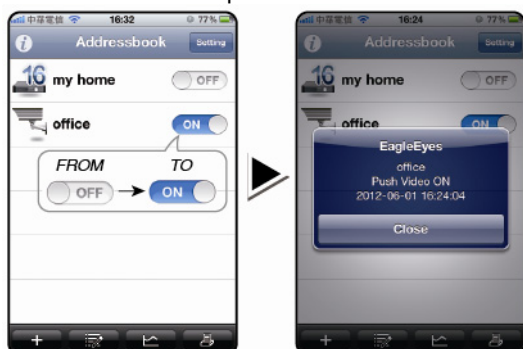 中華電信 16:32 77%
Addressbook Setting
16 my home OFF
office ON
FROM TO
OFF ON
中華電信 16:24 77%
Addressbook Setting
16 my home OFF
office ON
EagleEyes
office
Push Video ON
2012-06-01 16:24:04
Close